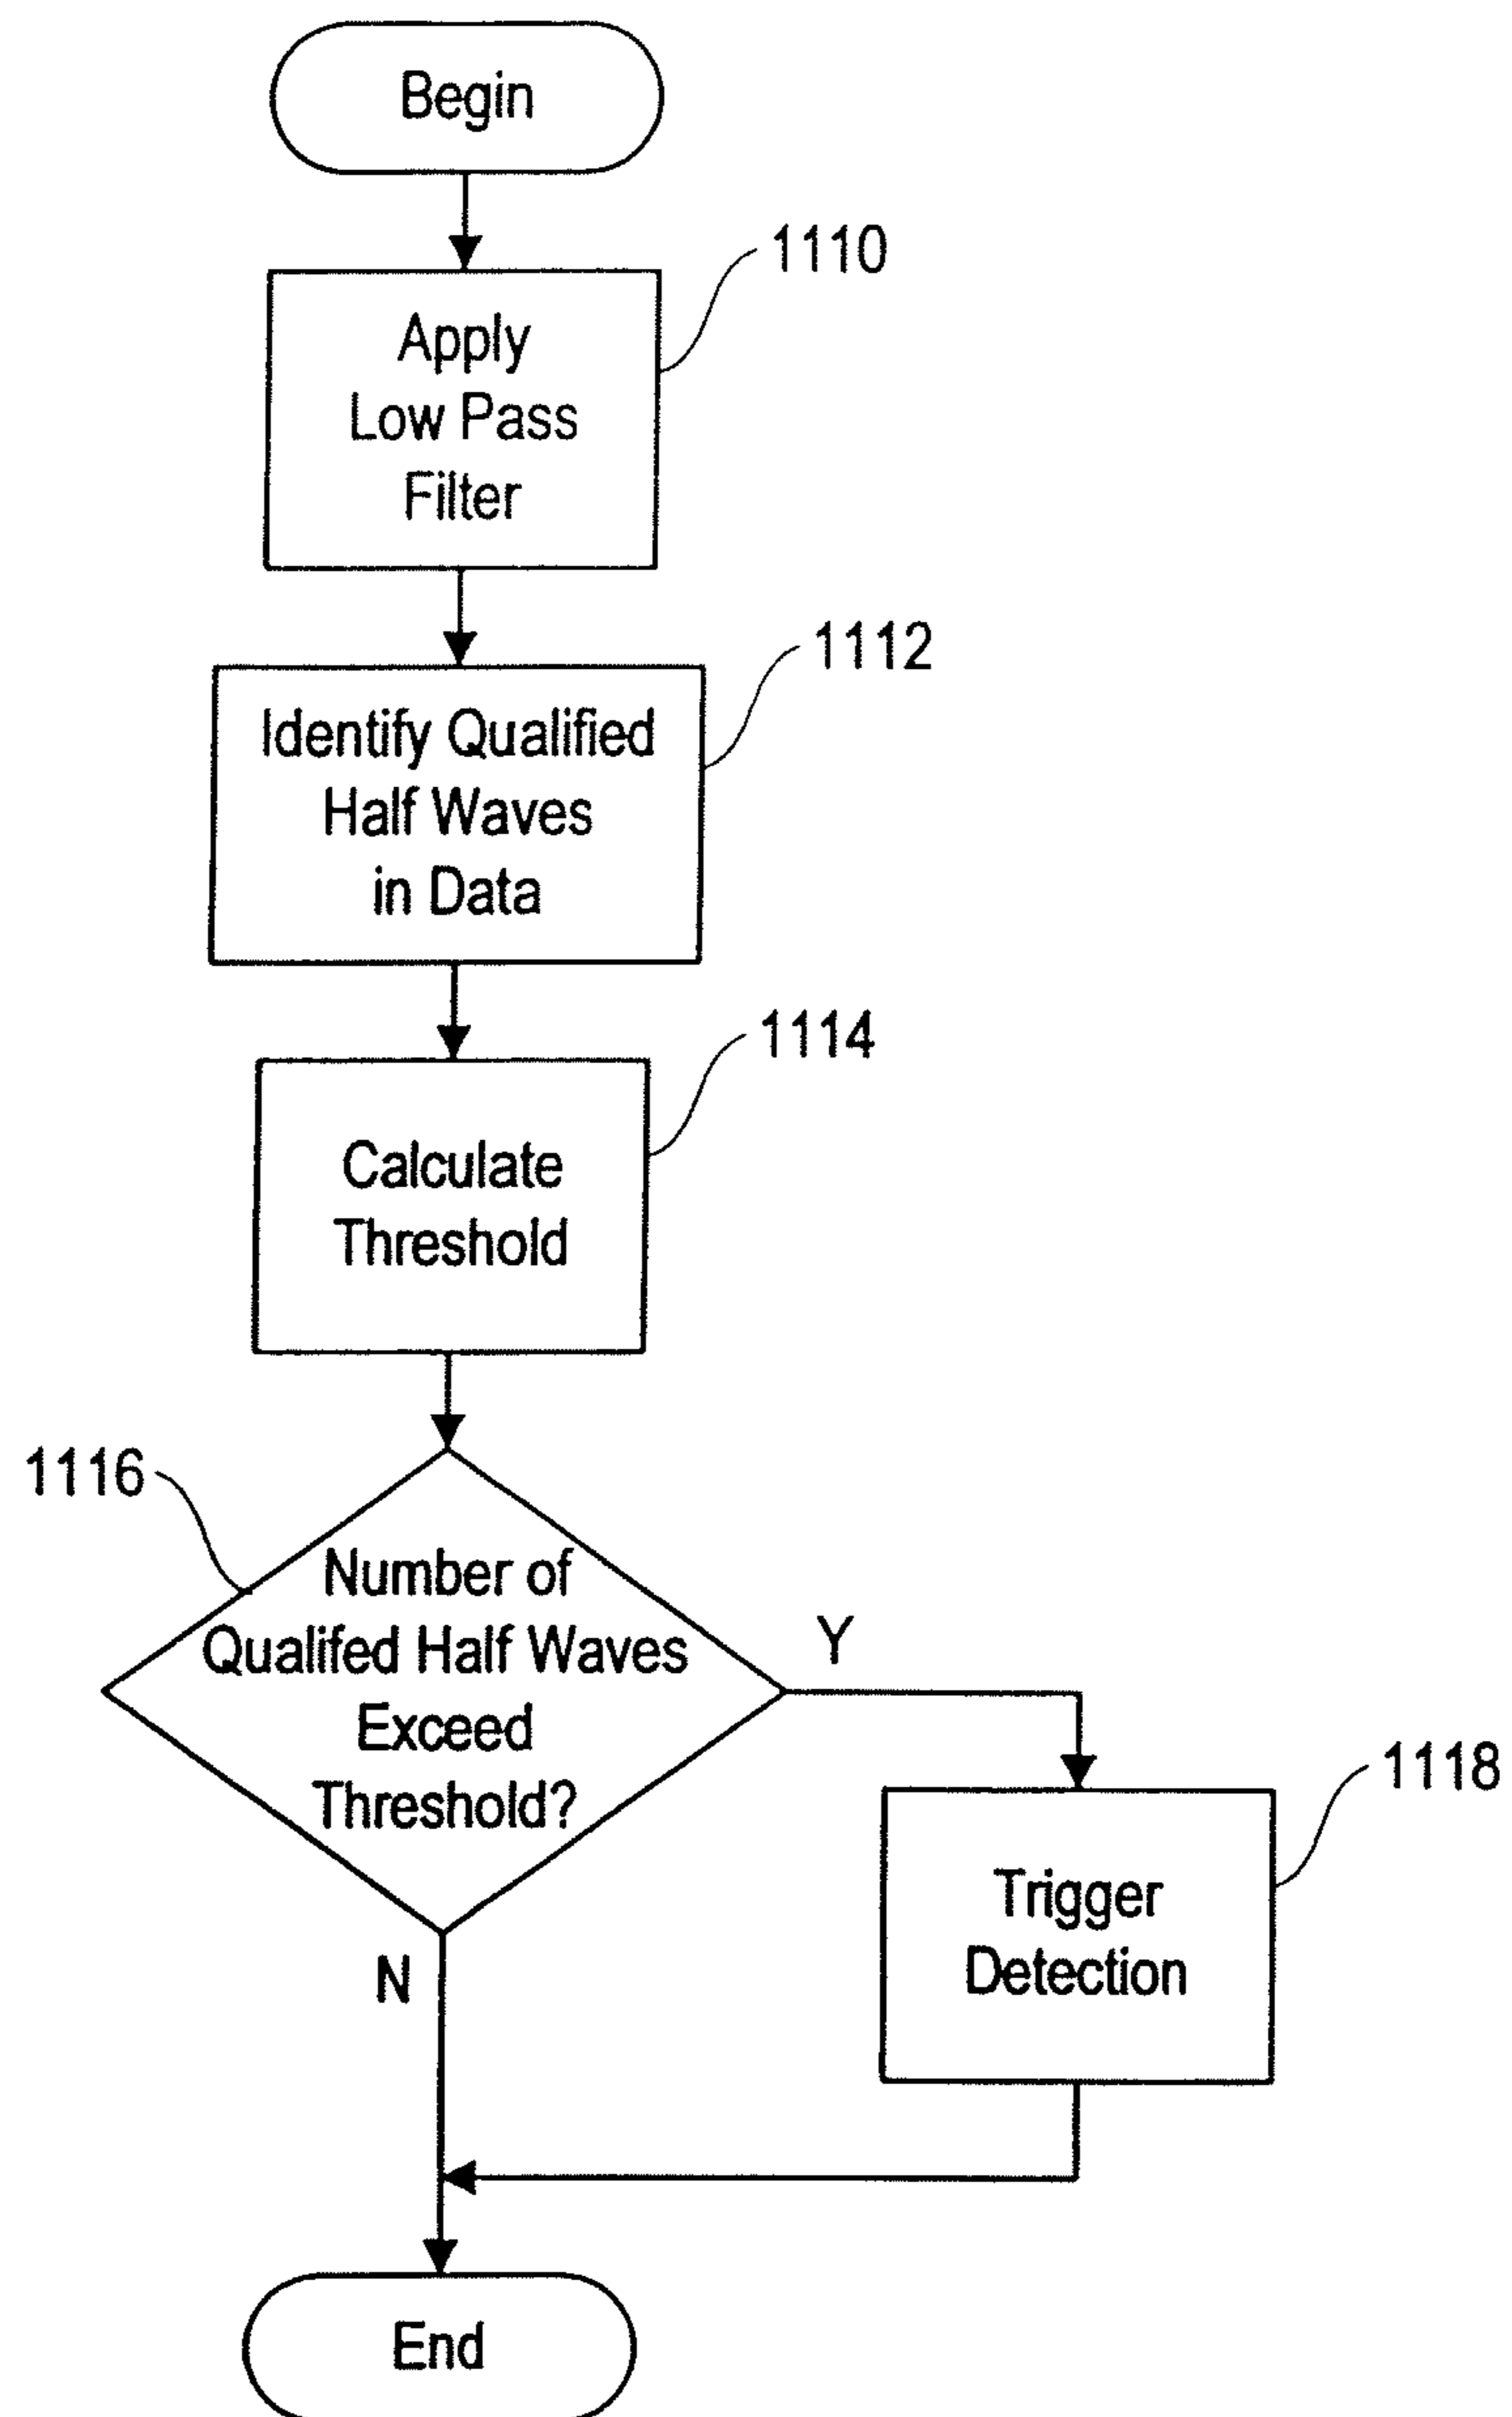 Begin
1110
Apply
Low Pass
Filter
1112
Identify Qualified
Half Waves
in Data
1114
Calculate
Threshold
1116
Number of
Qualifed Half Waves
Exceed
Threshold?
Y
1118
Trigger
Detection
N
End